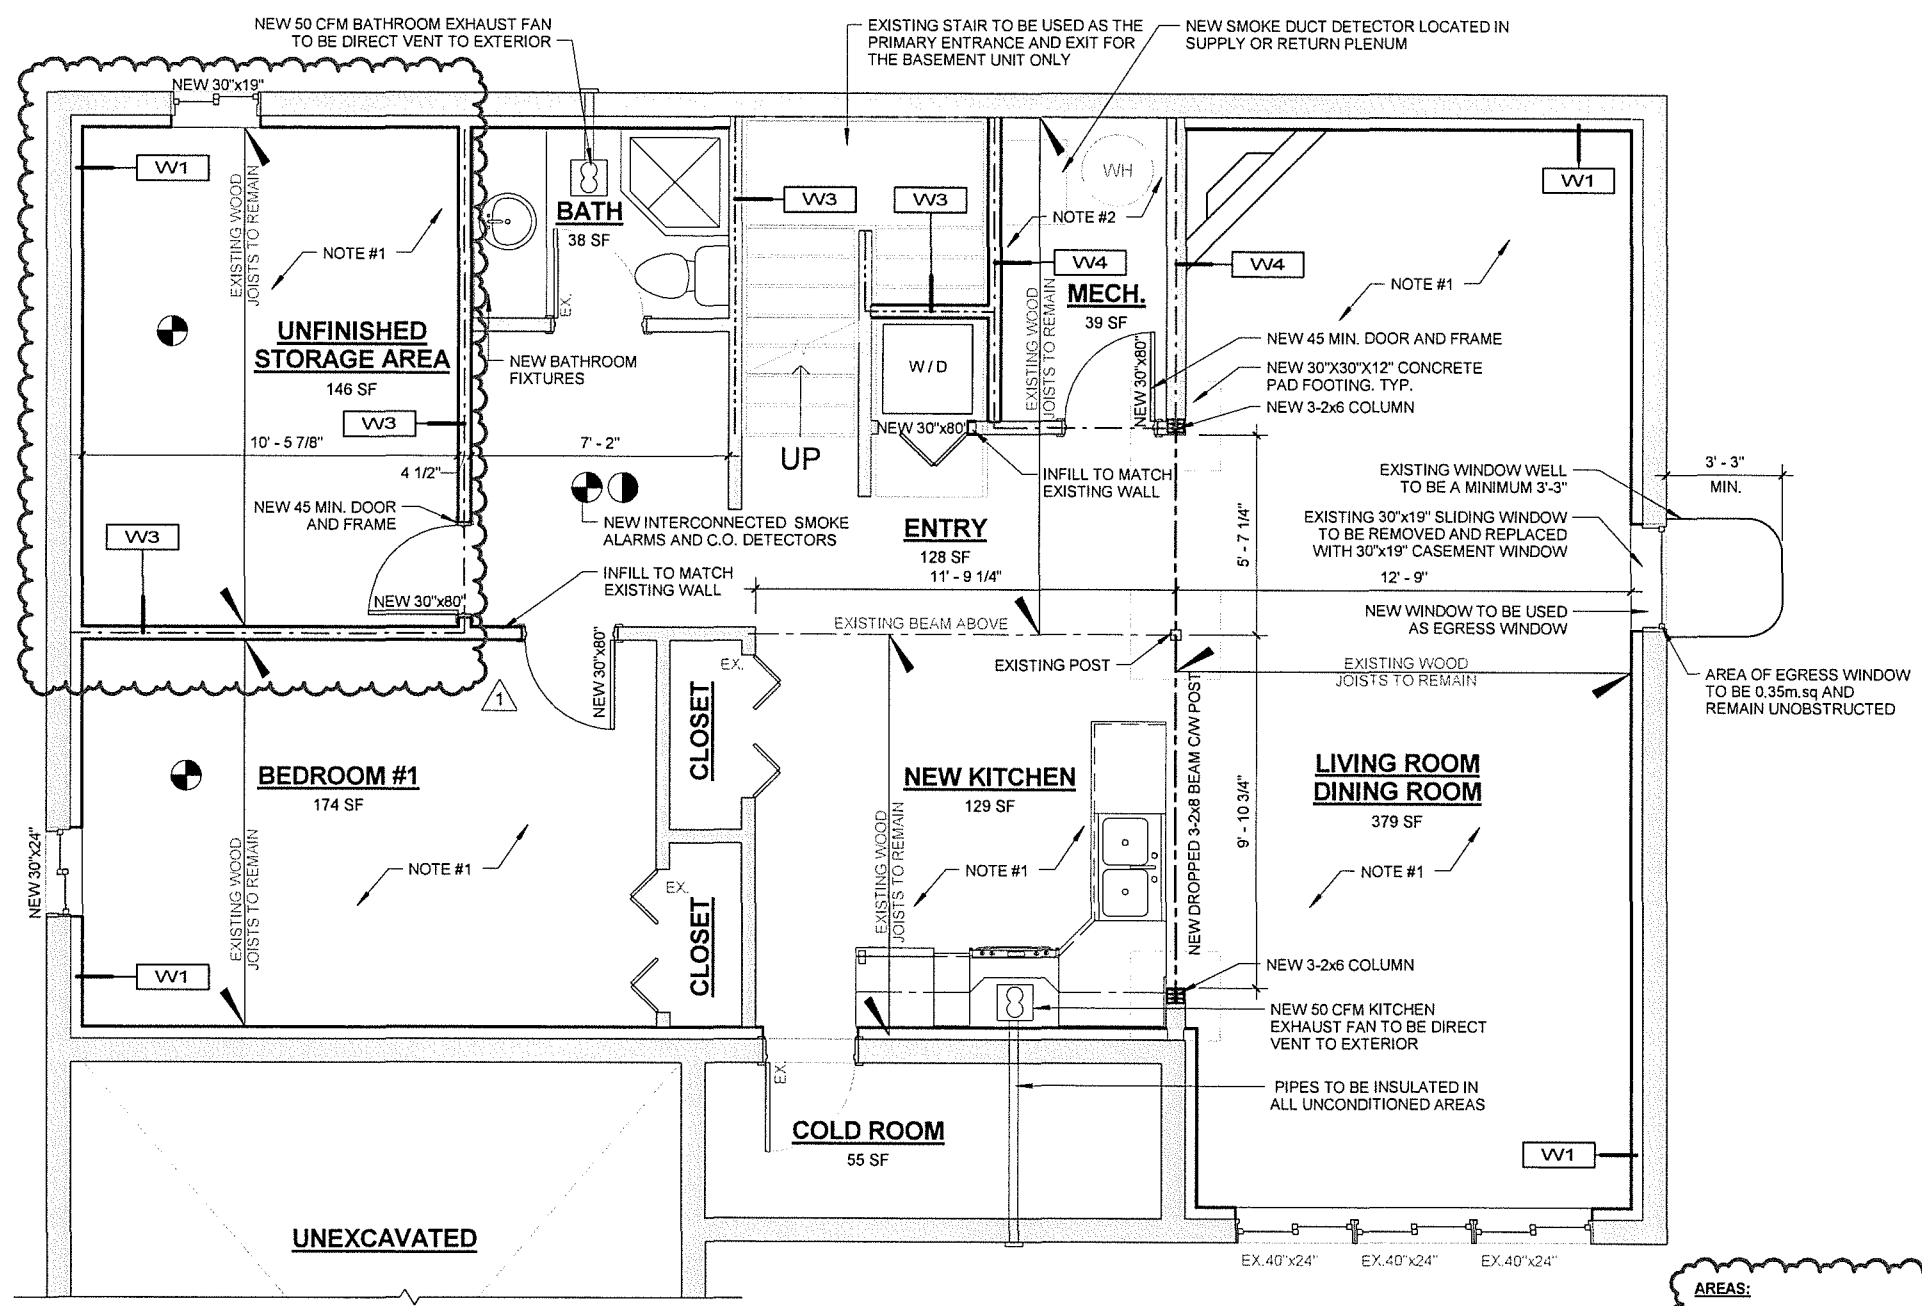 NEW 50 CFM BATHROOM EXHAUST FAN
TO BE DIRECT VENT TO EXTERIOR
EXISTING STAIR TO BE USED AS THE
PRIMARY ENTRANCE AND EXIT FOR
THE BASEMENT UNIT ONLY
NEW SMOKE DUCT DETECTOR LOCATED IN
SUPPLY OR RETURN PLENUM
NEW 30"x19"
W1
EXISTING WOOD
JOISTS TO REMAIN
NOTE #1
UNFINISHED
STORAGE AREA
146 SF
W3
10' - 5 7/8"
4 1/2"
NEW 45 MIN. DOOR
AND FRAME
W3
NEW 30"x80"
BATH
38 SF
EX.
NEW BATHROOM
FIXTURES
7' - 2"
NEW INTERCONNECTED SMOKE
ALARMS AND C.O. DETECTORS
INFILL TO MATCH
EXISTING WALL
W3
W3
UP
W / D
NEW 30"x80"
INFILL TO MATCH
EXISTING WALL
ENTRY
128 SF
11' - 9 1/4"
WH
NOTE #2
W4
MECH.
39 SF
EXISTING WOOD
JOISTS TO REMAIN
NEW 30"x80"
W4
W1
NOTE #1
NEW 45 MIN. DOOR AND FRAME
NEW 30"X30"X12" CONCRETE
PAD FOOTING. TYP.
NEW 3-2x6 COLUMN
5' - 7 1/4"
12' - 9"
EXISTING WINDOW WELL
TO BE A MINIMUM 3'-3"
3' - 3"
MIN.
EXISTING 30"x19" SLIDING WINDOW
TO BE REMOVED AND REPLACED
WITH 30"x19" CASEMENT WINDOW
NEW WINDOW TO BE USED
AS EGRESS WINDOW
AREA OF EGRESS WINDOW
TO BE 0.35m.sq AND
REMAIN UNOBSTRUCTED
EXISTING BEAM ABOVE
EXISTING POST
EXISTING WOOD
JOISTS TO REMAIN
1
NEW 30"x80"
BEDROOM #1
174 SF
NOTE #1
EXISTING WOOD
JOISTS TO REMAIN
NEW 30"x24"
W1
EX.
CLOSET
EX.
CLOSET
NEW KITCHEN
129 SF
NOTE #1
EXISTING WOOD
JOISTS TO REMAIN
NEW DROPPED 3-2x8 BEAM C/W POST
9' - 10 3/4"
LIVING ROOM
DINING ROOM
379 SF
NOTE #1
NEW 3-2x6 COLUMN
NEW 50 CFM KITCHEN
EXHAUST FAN TO BE DIRECT
VENT TO EXTERIOR
PIPES TO BE INSULATED IN
ALL UNCONDITIONED AREAS
EX.
COLD ROOM
55 SF
W1
UNEXCAVATED
EX.40"x24"
EX.40"x24"
EX.40"x24"
AREAS: